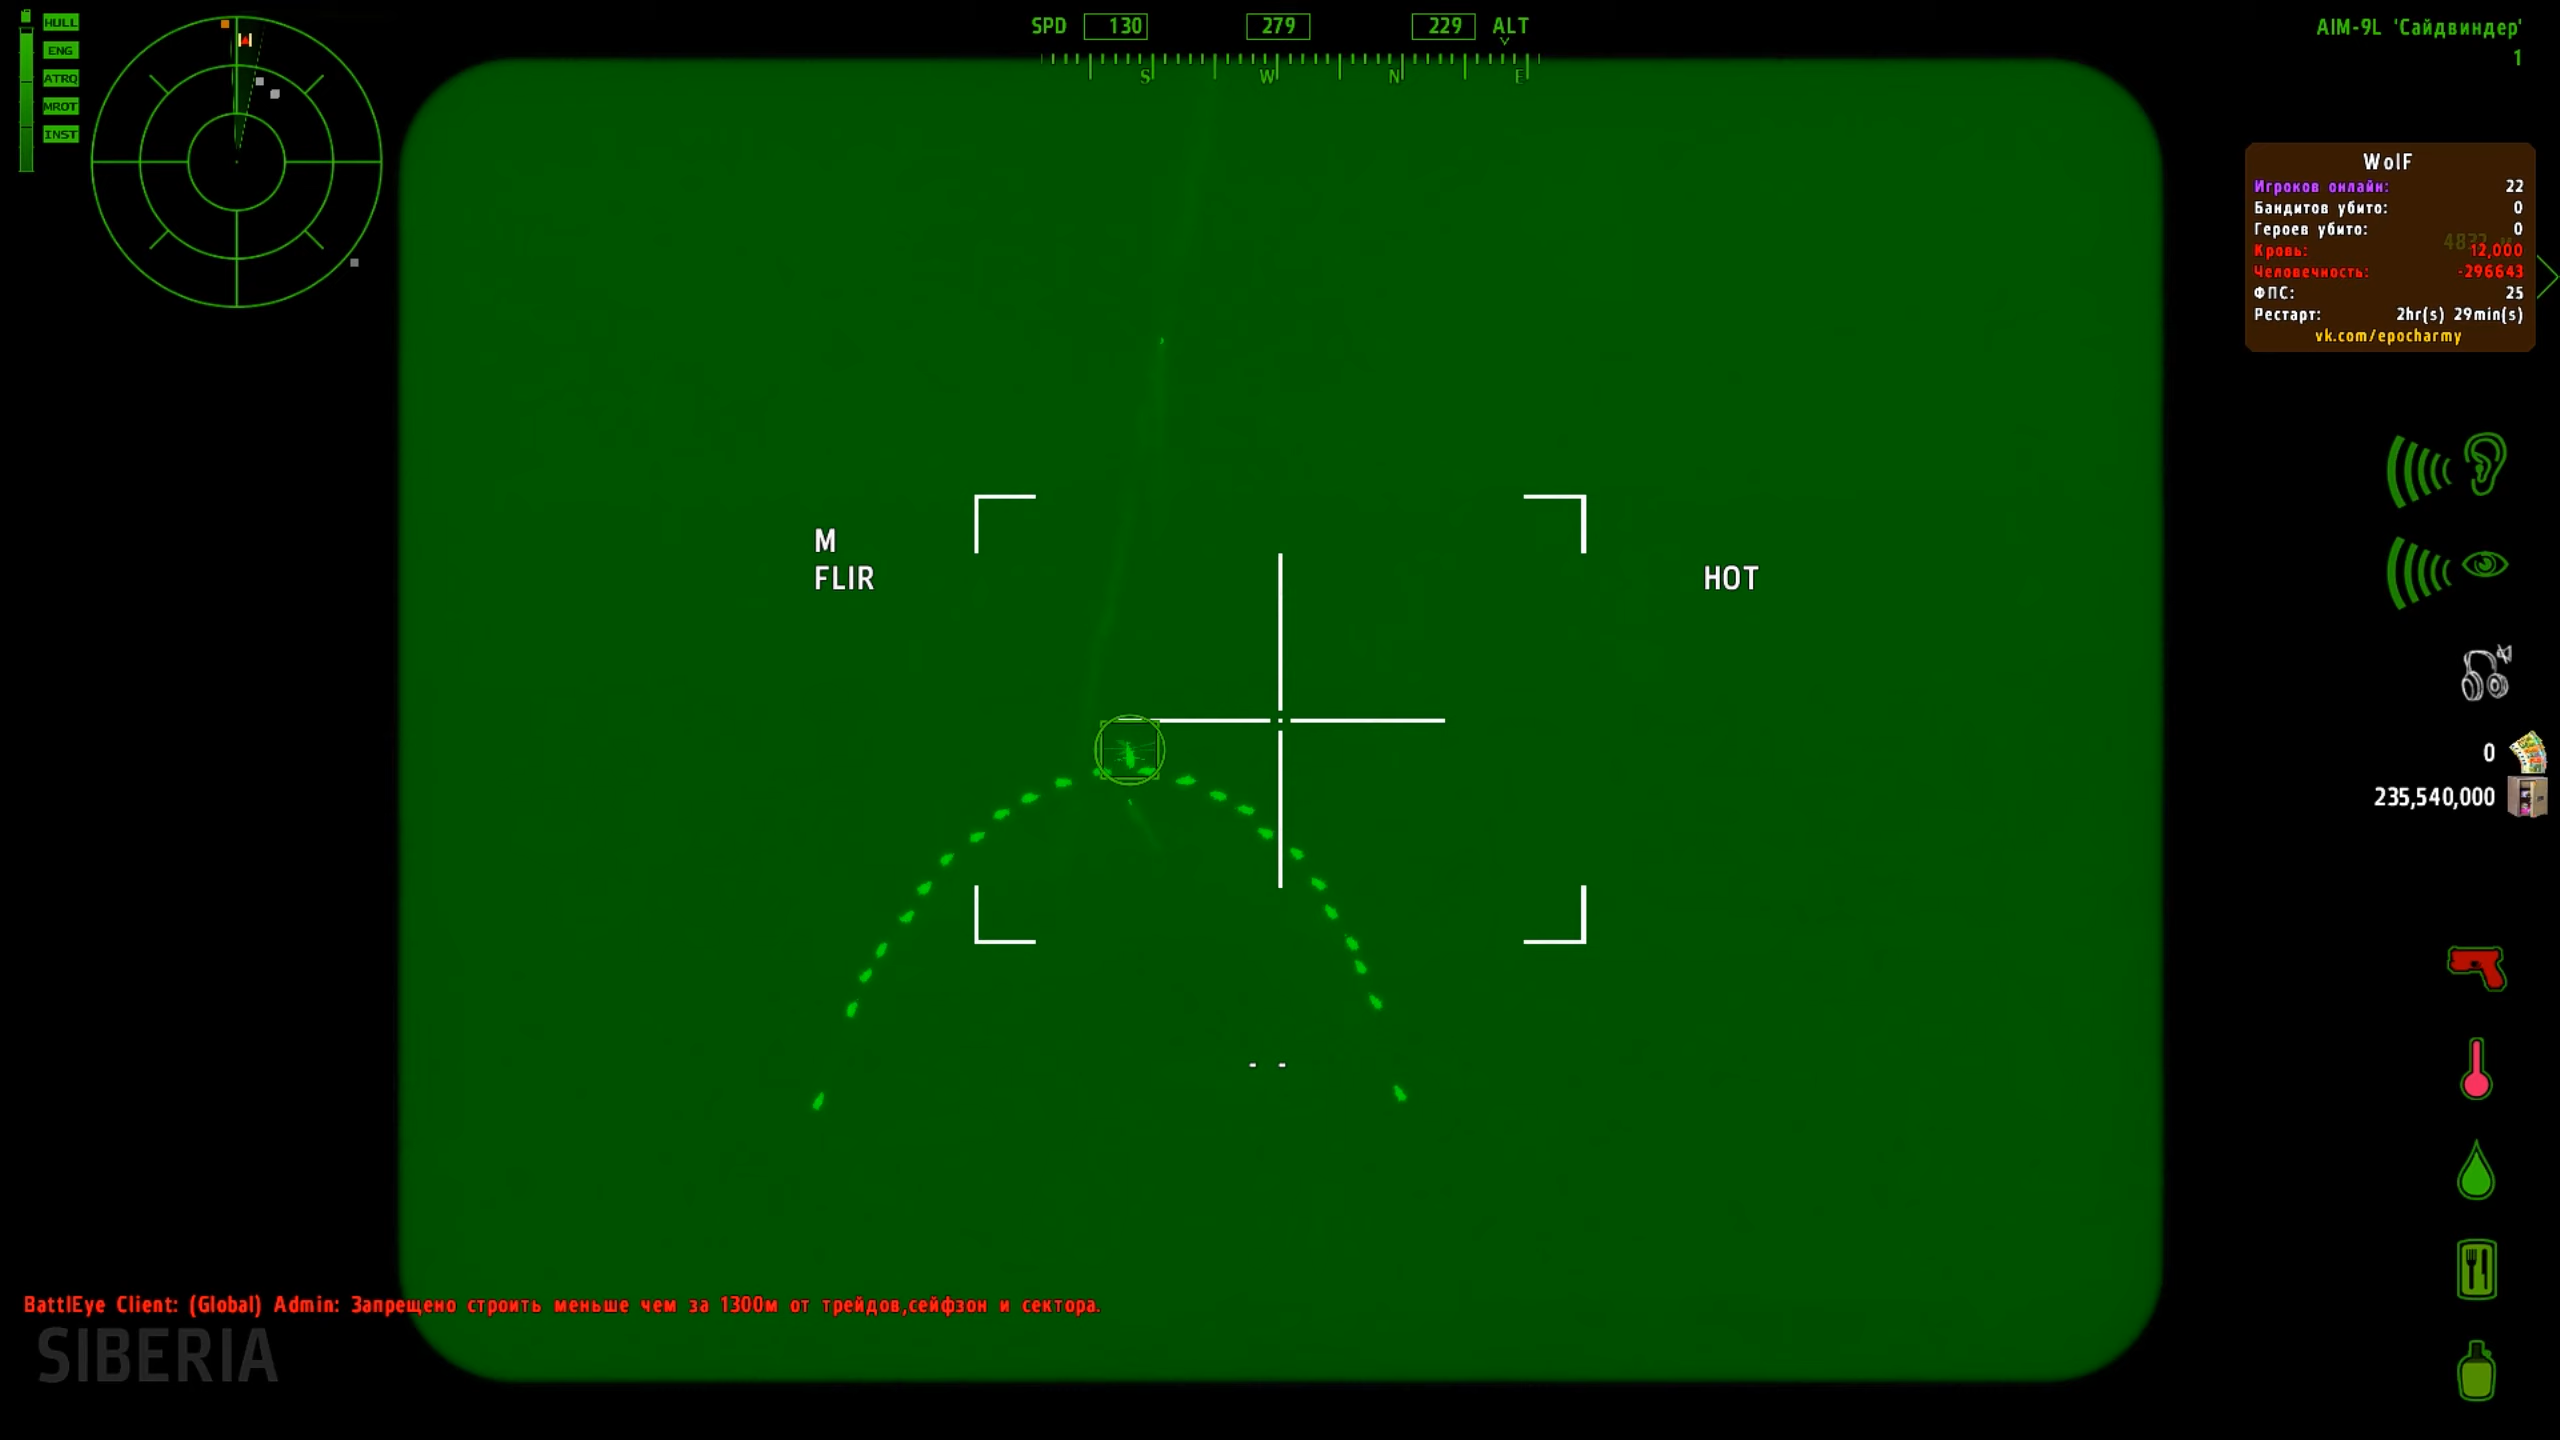 HULL
ENG
ATRQ
MROT
INST
SPD 130 279 229 ALT
S W N E
AIM-9L 'Сайдвиндер'
1
WolF
Игроков онлайн: 22
Бандитов убито: 0
Героев убито: 0
Кровь: 12,000
Человечность: -296643
ФПС: 25
Рестарт: 2hr(s) 29min(s)
vk.com/epocharmy
M
FLIR
HOT
0
235,540,000
- -
BattlEye Client: (Global) Admin: Запрещено строить меньше чем за 1300м от трейдов,сейфзон и сектора.
SIBERIA